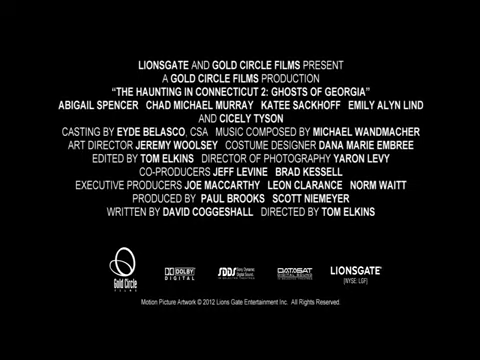 LIONSGATE AND GOLD CIRCLE FILMS PRESENT
A GOLD CIRCLE FILMS PRODUCTION
"THE HAUNTING IN CONNECTICUT 2: GHOSTS OF GEORGIA"
ABIGAIL SPENCER CHAD MICHAEL MURRAY KATEE SACKHOFF EMILY ALYN LIND
AND CICELY TYSON
CASTING BY EYDE BELASCO, CSA MUSIC COMPOSED BY MICHAEL WANDMACHER
ART DIRECTOR JEREMY WOOLSEY COSTUME DESIGNER DANA MARIE EMBREE
EDITED BY TOM ELKINS DIRECTOR OF PHOTOGRAPHY YARON LEVY
CO-PRODUCERS JEFF LEVINE BRAD KESSELL
EXECUTIVE PRODUCERS JOE MACCARTHY LEON CLARANCE NORM WAITT
PRODUCED BY PAUL BROOKS SCOTT NIEMEYER
WRITTEN BY DAVID COGGESHALL DIRECTED BY TOM ELKINS
Gold Circle
FILMS
DOLBY
DIGITAL
SDDS Sony Dynamic
Digital Sound
DATASAT
LIONSGATE
[NYSE: LGF]
Motion Picture Artwork © 2012 Lions Gate Entertainment Inc. All Rights Reserved.